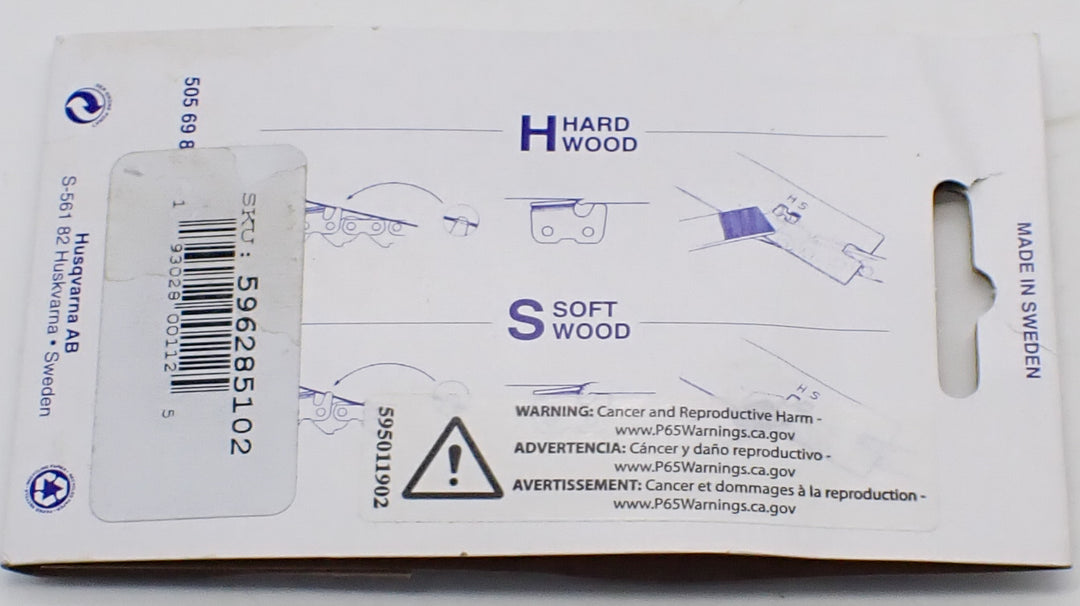 505 69 8
Husqvarna AB
S-561 82 Huskvarna • Sweden
SKU: 596285102
1 93028 00112 5
H HARD
WOOD
H S
S SOFT
WOOD
H S
595011902
WARNING: Cancer and Reproductive Harm -
www.P65Warnings.ca.gov
ADVERTENCIA: Cáncer y daño reproductivo -
www.P65Warnings.ca.gov
AVERTISSEMENT: Cancer et dommages à la reproduction -
www.P65Warnings.ca.gov
MADE IN SWEDEN